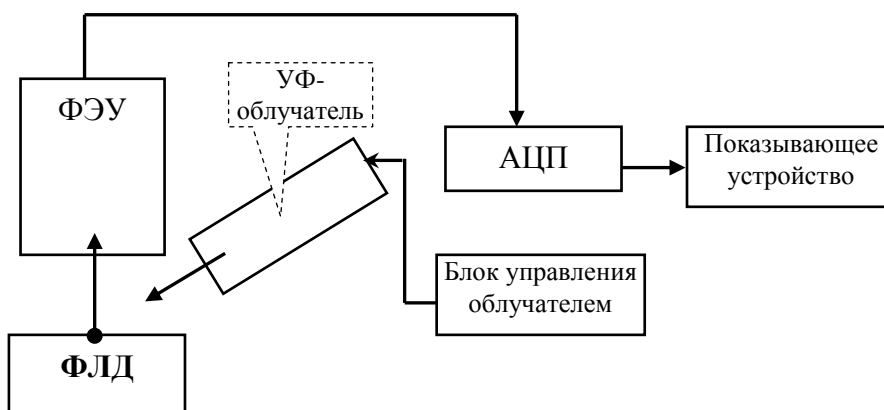 ФЭУ
УФ-
облучатель
АЦП
Показывающее
устройство
Блок управления
облучателем
ФЛД